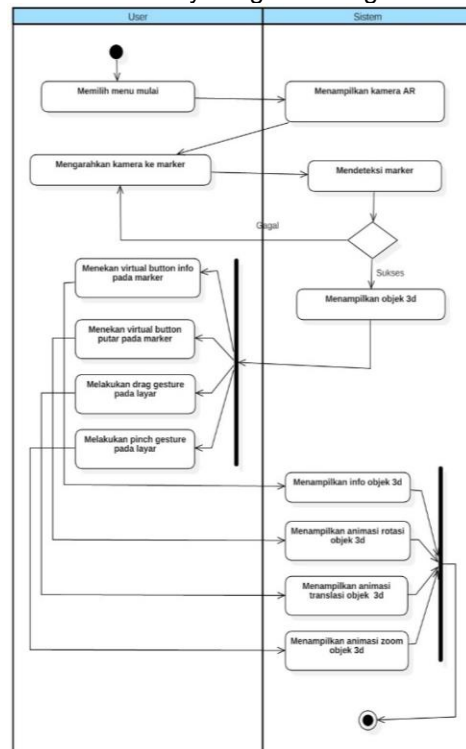 User
Sistem
Memilih menu mulai
Menampilkan kamera AR
Mengarahkan kamera ke marker
Mendeteksi marker
Gagal
Sukses
Menekan virtual button info
pada marker
Menampilkan objek 3d
Menekan virtual button
putar pada marker
Melakukan drag gesture
pada layar
Melakukan pinch gesture
pada layar
Menampilkan info objek 3d
Menampilkan animasi rotasi
objek 3d
Menampilkan animasi
translasi objek 3d
Menampilkan animasi zoom
objek 3d